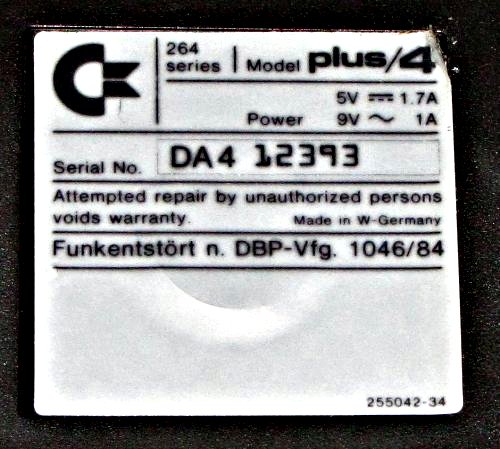 264 series | Model plus/4
5V ⎓ 1.7A
Power 9V ~ 1A
Serial No. DA4 12393
Attempted repair by unauthorized persons
voids warranty. Made in W-Germany
Funkentstört n. DBP-Vfg. 1046/84
255042-34